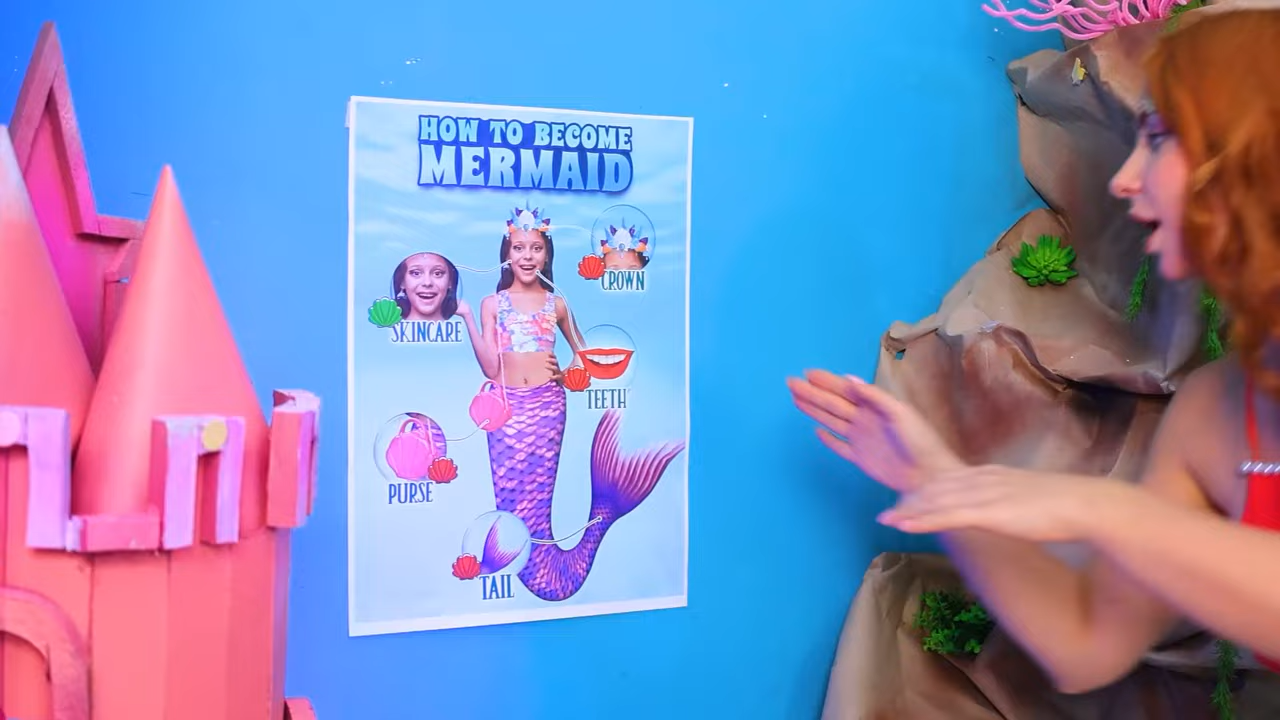 HOW TO BECOME
MERMAID
CROWN
SKINCARE
TEETH
PURSE
TAIL